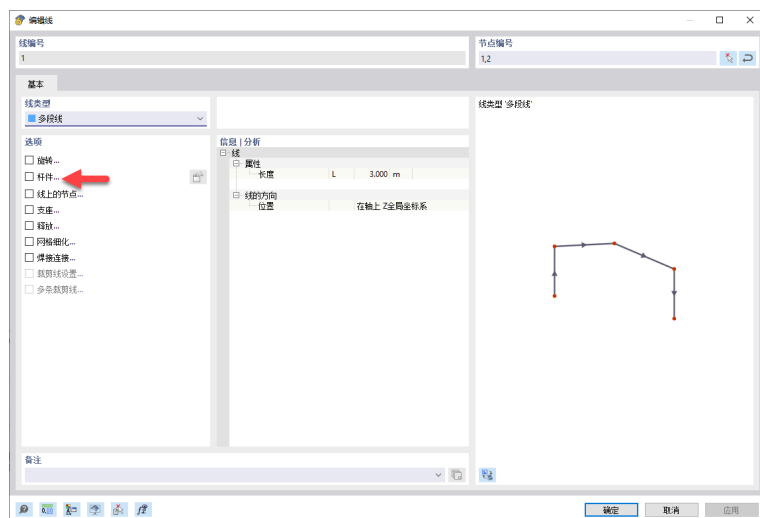 编辑线
线编号
1
节点编号
1,2
基本
线类型
多段线
线类型 '多段线'
选项
旋转...
杆件...
线上的节点...
支座...
释放...
网格细化...
焊接连接...
裁剪线设置...
多条裁剪线...
信息 | 分析
线
属性
长度 L 3.000 m
线的方向
位置 在轴上 Z全局坐标系
备注
确定 取消 应用